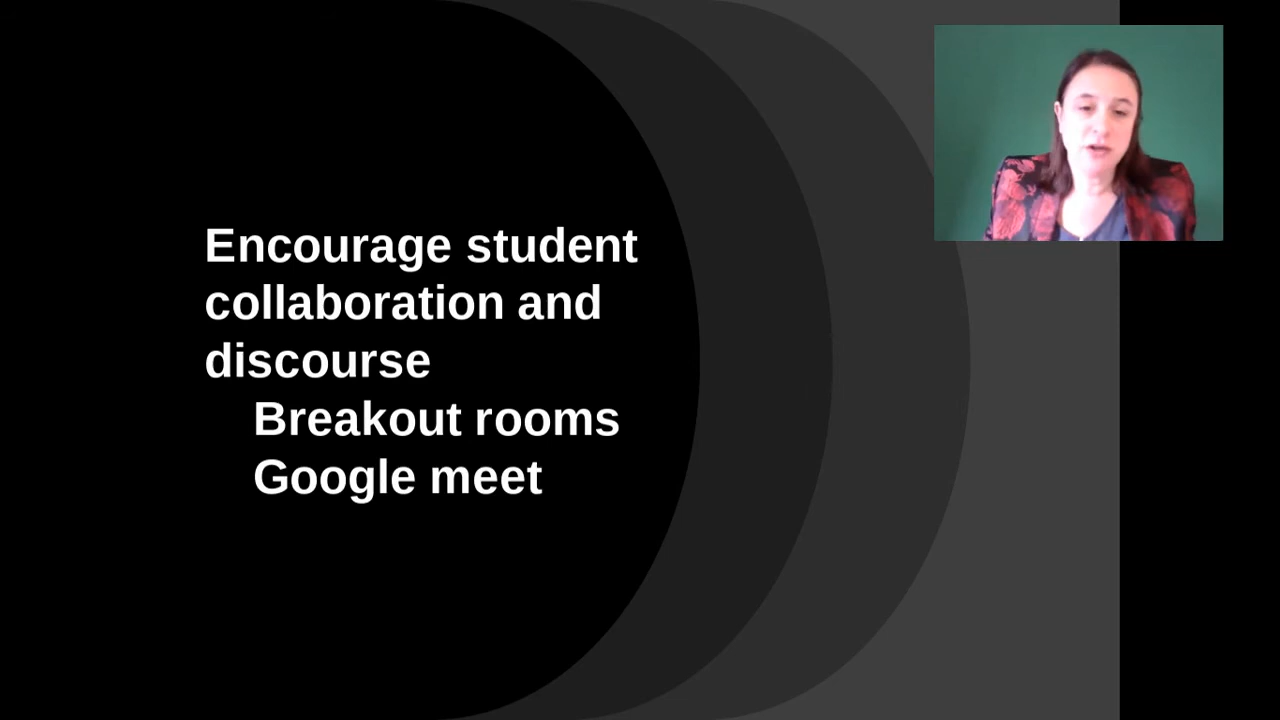 Encourage student
collaboration and
discourse
Breakout rooms
Google meet